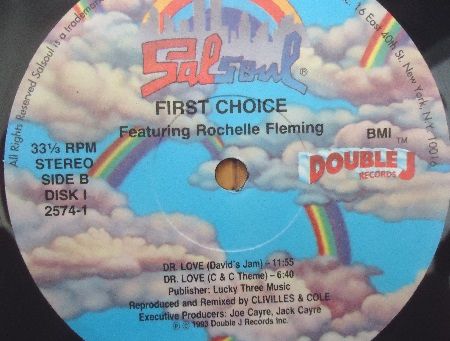 All Rights Reserved Salsoul is a trademark
16 East 40th St. New York, N.Y. 10016
Salsoul®
FIRST CHOICE
Featuring Rochelle Fleming
33⅓ RPM
STEREO
SIDE B
DISK I
2574-1
BMI
DOUBLE J ™
RECORDS
DR. LOVE (David's Jam) – 11:55
DR. LOVE (C & C Theme) – 6:40
Publisher: Lucky Three Music
Reproduced and Remixed by CLIVILLES & COLE
Executive Producers: Joe Cayre, Jack Cayre
℗ © 1993 Double J Records Inc.